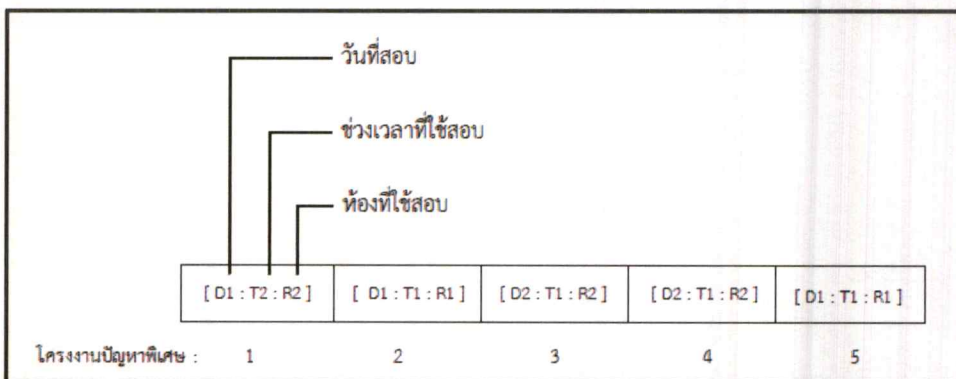 วันที่สอบ
ช่วงเวลาที่ใช้สอบ
ห้องที่ใช้สอบ
[ D1 : T2 : R2 ] [ D1 : T1 : R1 ] [ D2 : T1 : R2 ] [ D2 : T1 : R2 ] [ D1 : T1 : R1 ]
โครงงานปัญหาพิเศษ : 1 2 3 4 5